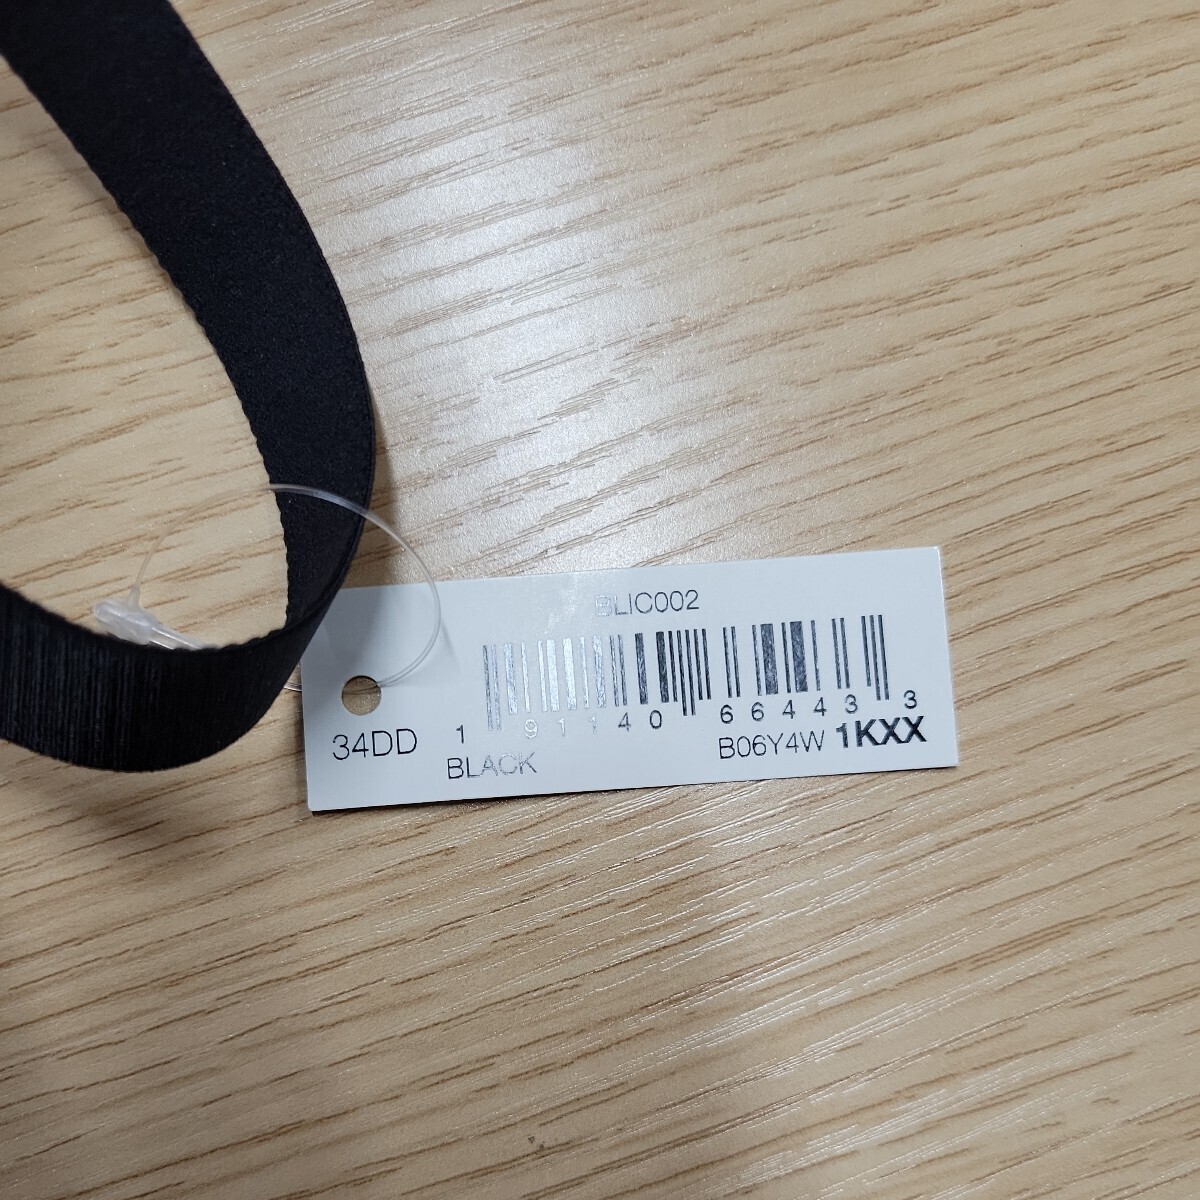 BLIC002
1 91140 66443 3
34DD
BLACK
B06Y4W 1KXX